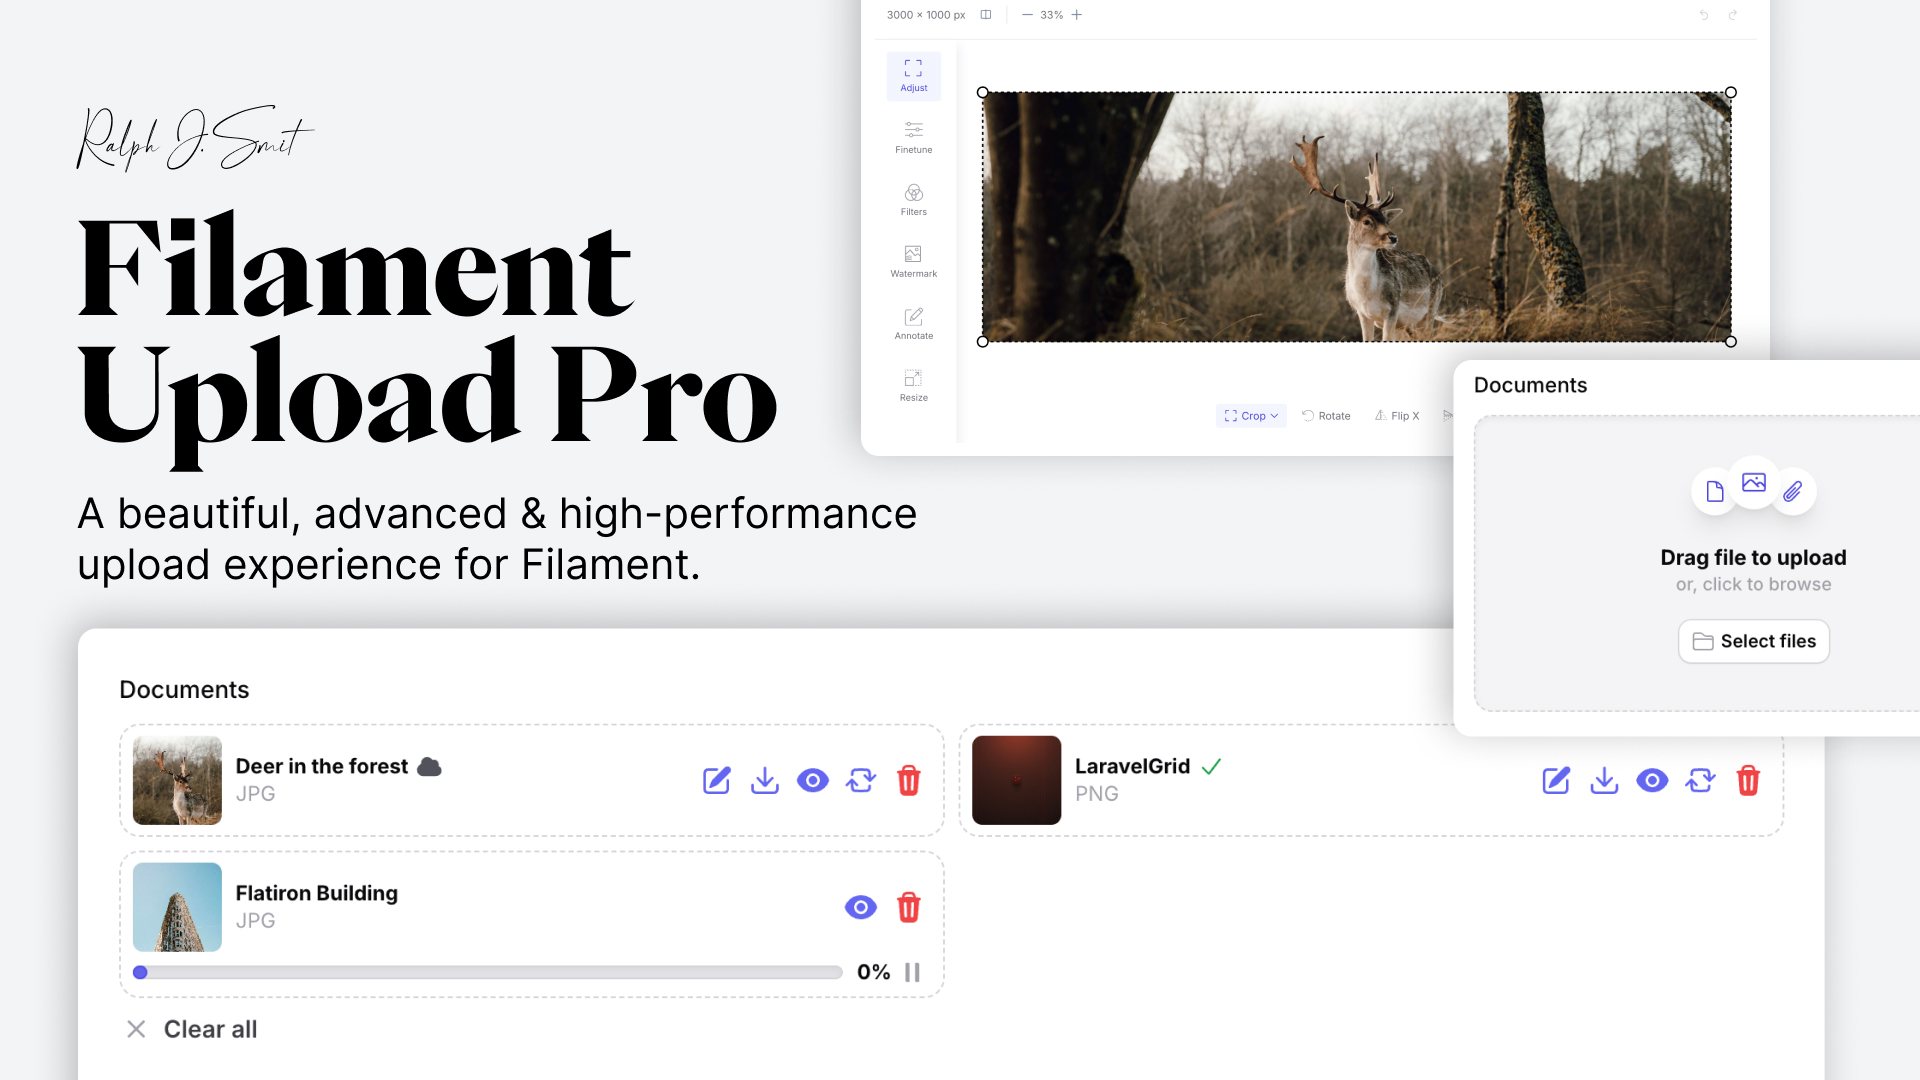 Ralph J. Smit
Filament
Upload Pro
A beautiful, advanced & high-performance
upload experience for Filament.
3000 × 1000 px
33%
Adjust
Finetune
Filters
Watermark
Annotate
Resize
Crop
Rotate
Flip X
Documents
Drag file to upload
or, click to browse
Select files
Documents
Deer in the forest
JPG
LaravelGrid
PNG
Flatiron Building
JPG
0%
Clear all